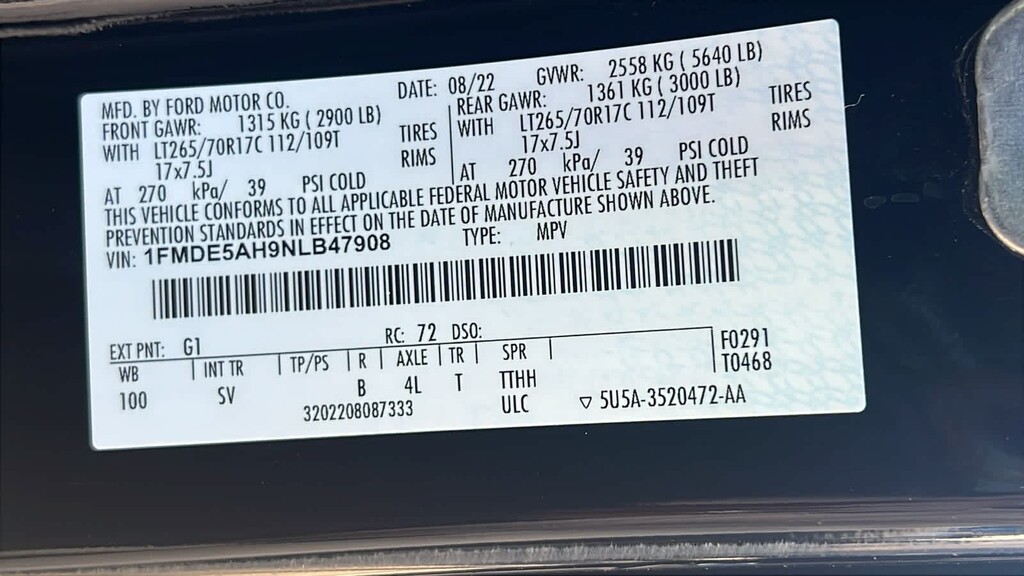 MFD. BY FORD MOTOR CO. DATE: 08/22 GVWR: 2558 KG ( 5640 LB)
FRONT GAWR: 1315 KG ( 2900 LB) REAR GAWR: 1361 KG ( 3000 LB)
WITH LT265/70R17C 112/109T TIRES WITH LT265/70R17C 112/109T TIRES
17x7.5J RIMS 17x7.5J RIMS
AT 270 kPa/ 39 PSI COLD AT 270 kPa/ 39 PSI COLD
THIS VEHICLE CONFORMS TO ALL APPLICABLE FEDERAL MOTOR VEHICLE SAFETY AND THEFT
PREVENTION STANDARDS IN EFFECT ON THE DATE OF MANUFACTURE SHOWN ABOVE.
VIN: 1FMDE5AH9NLB47908 TYPE: MPV
EXT PNT: G1 RC: 72 DSO: F0291
WB INT TR TP/PS R AXLE TR SPR T0468
100 SV B 4L T TTHH
3202208087333 ULC ▽ 5U5A-3520472-AA